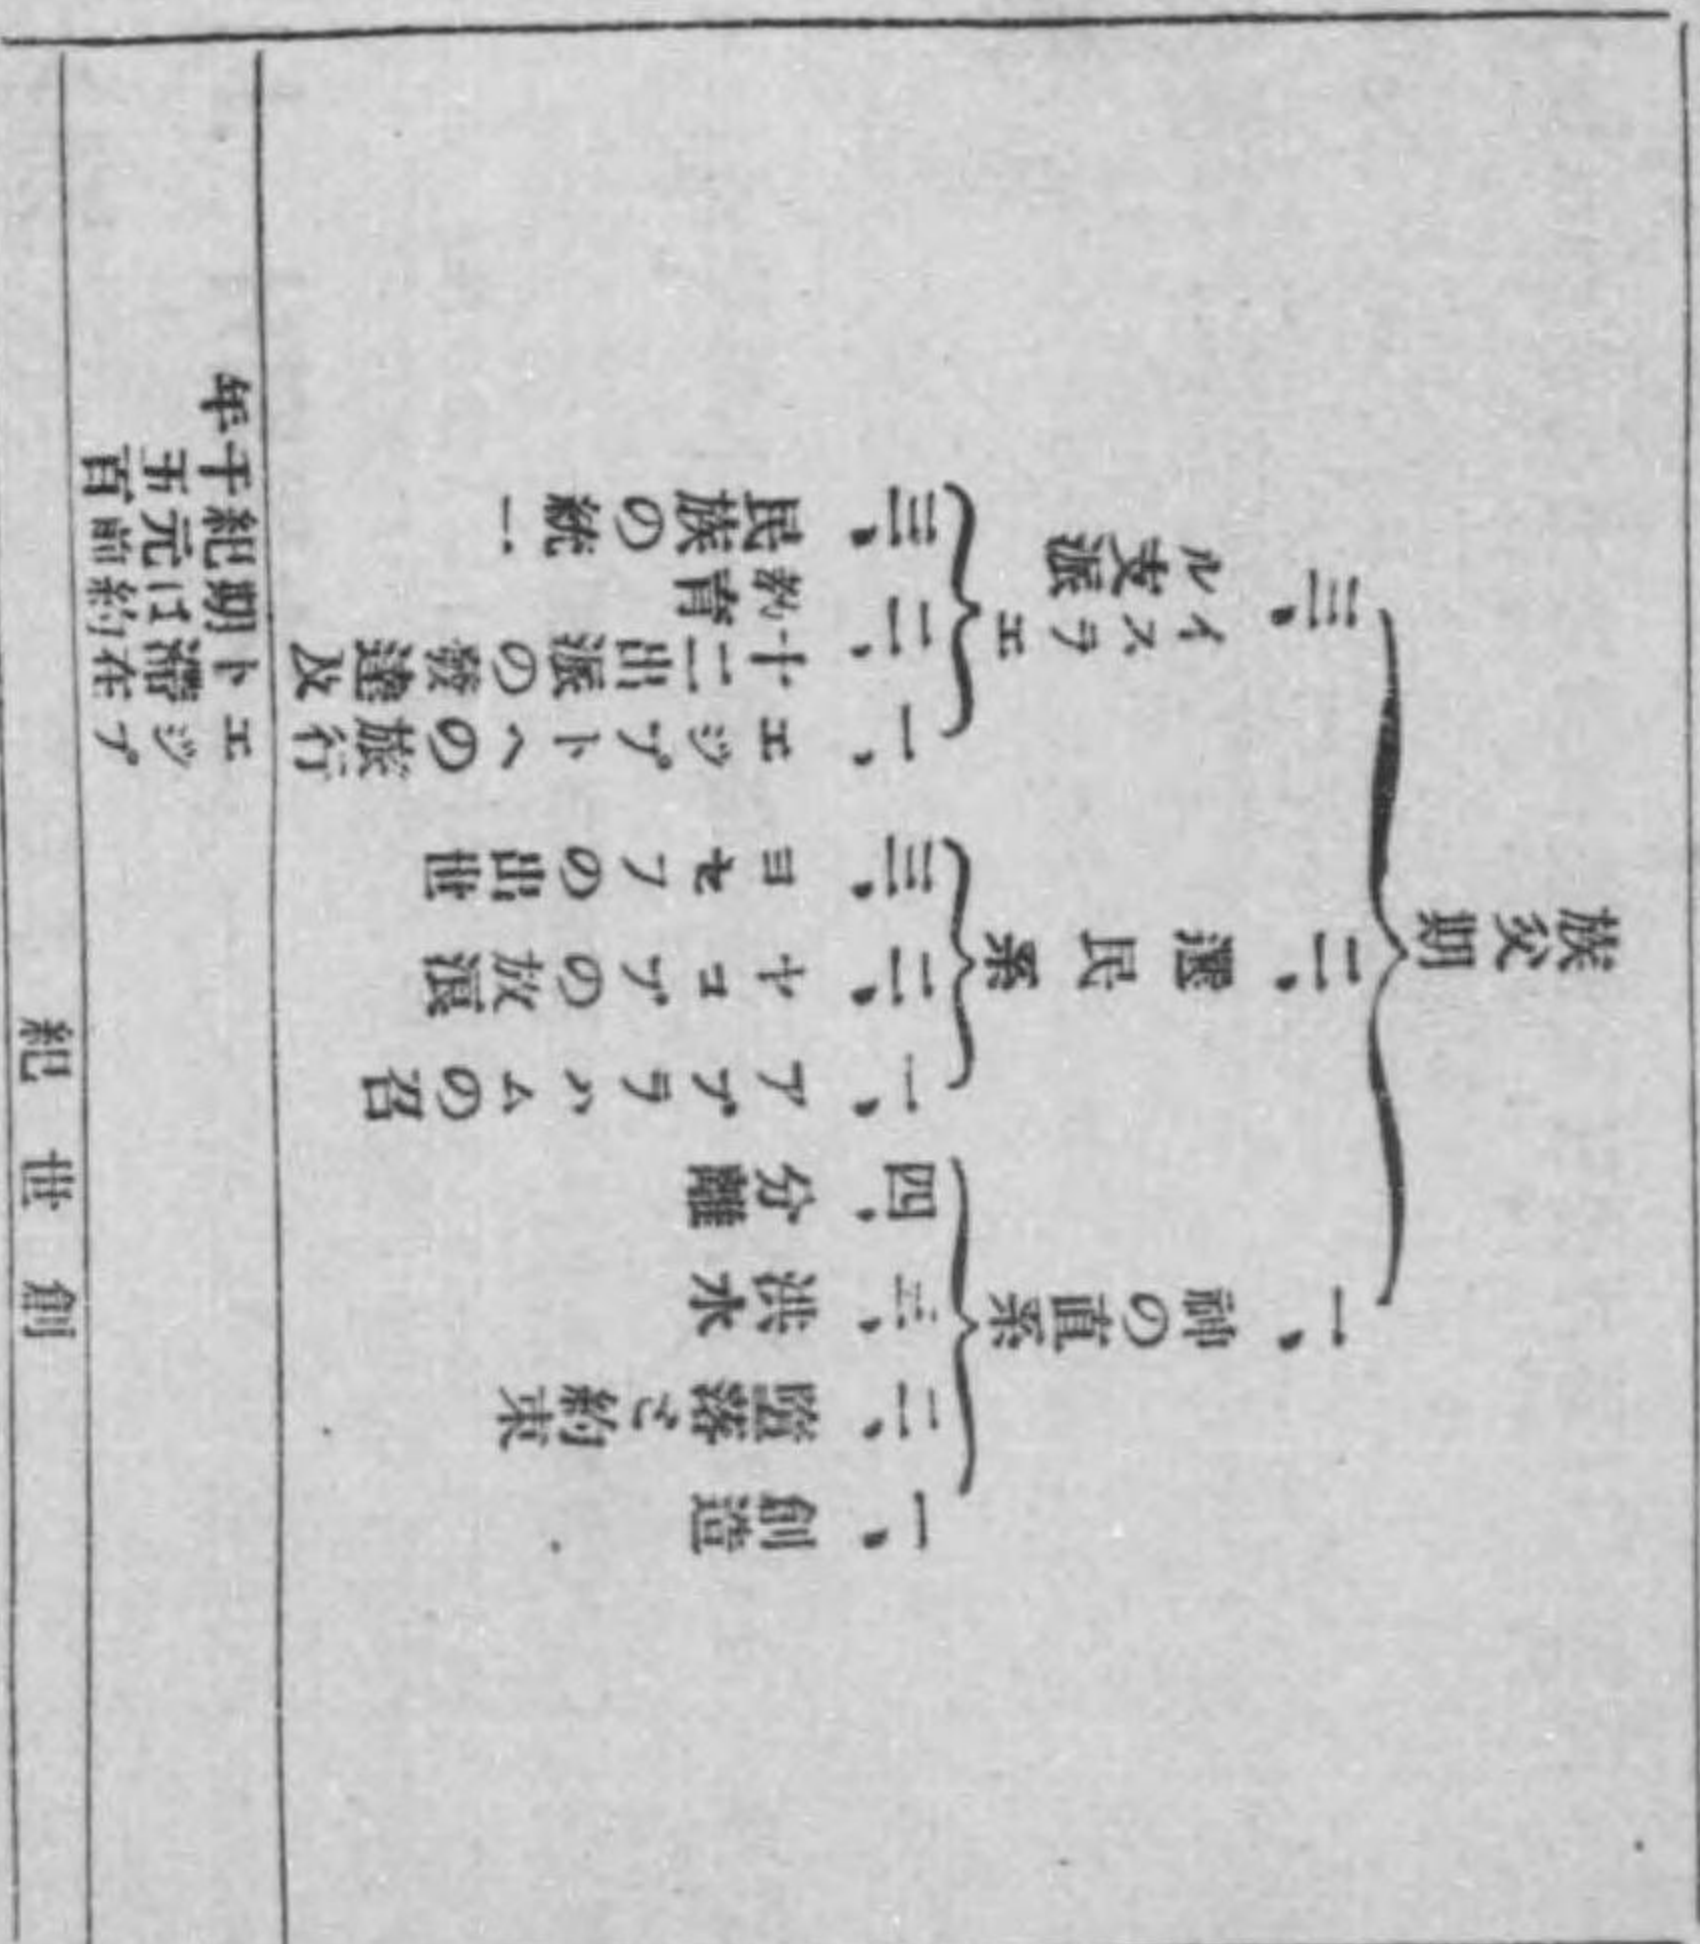 族父期
一、神の直系
一、創造
二、墮落と約束
三、洪水
四、分離
二、選民系
一、アブラハムの召
二、ヤコブの放浪
三、ヨセフの出世
三、イスラエ
ル支派
一、エジプトへの旅行
二、十二出派の發達及
教育
三、民族の統一
エジプ
ト滯在
期は約
紀元前
千五百
年
創世紀